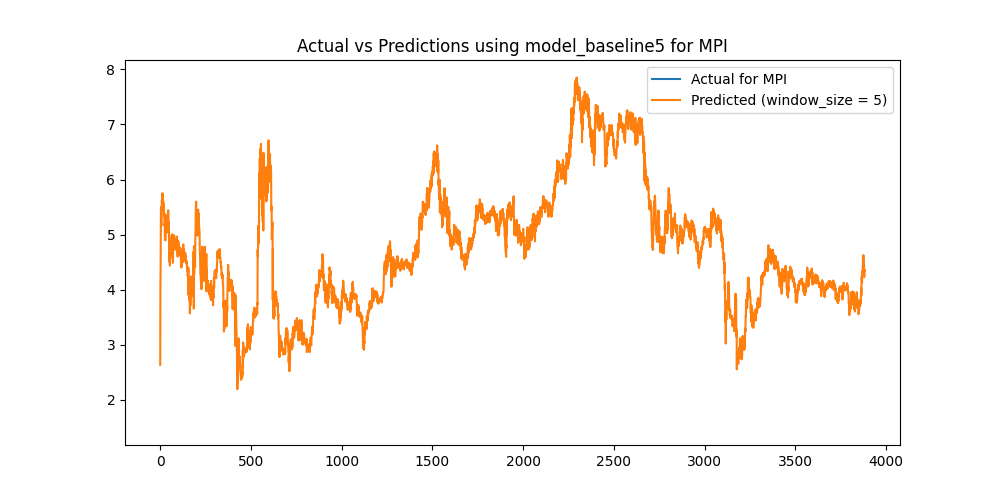 Actual vs Predictions using model_baseline5 for MPI
Actual for MPI
Predicted (window_size = 5)
8
7
6
5
4
3
2
0 500 1000 1500 2000 2500 3000 3500 4000